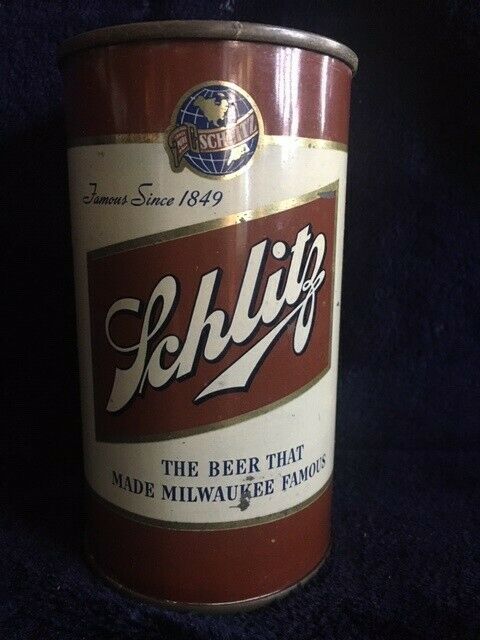 SCHLITZ
Famous Since 1849
Schlitz
THE BEER THAT
MADE MILWAUKEE FAMOUS